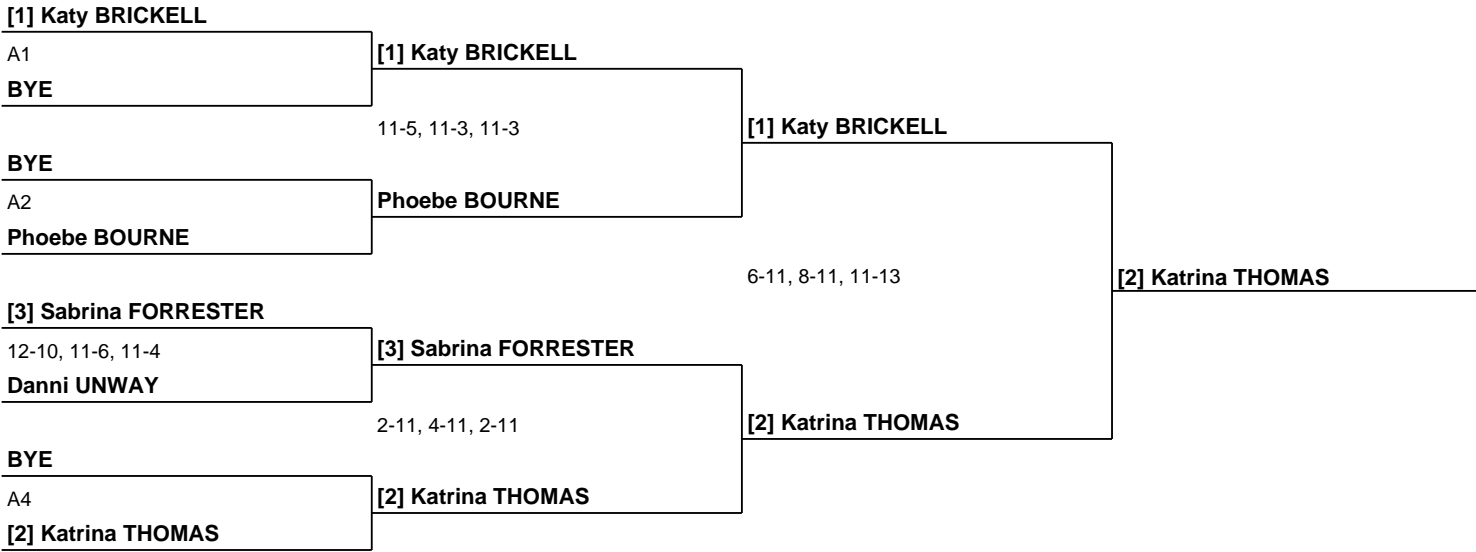 [1] Katy BRICKELL
A1
BYE
[1] Katy BRICKELL
11-5, 11-3, 11-3
BYE
A2
Phoebe BOURNE
Phoebe BOURNE
[1] Katy BRICKELL
6-11, 8-11, 11-13
[2] Katrina THOMAS
[3] Sabrina FORRESTER
12-10, 11-6, 11-4
Danni UNWAY
[3] Sabrina FORRESTER
2-11, 4-11, 2-11
[2] Katrina THOMAS
BYE
A4
[2] Katrina THOMAS
[2] Katrina THOMAS